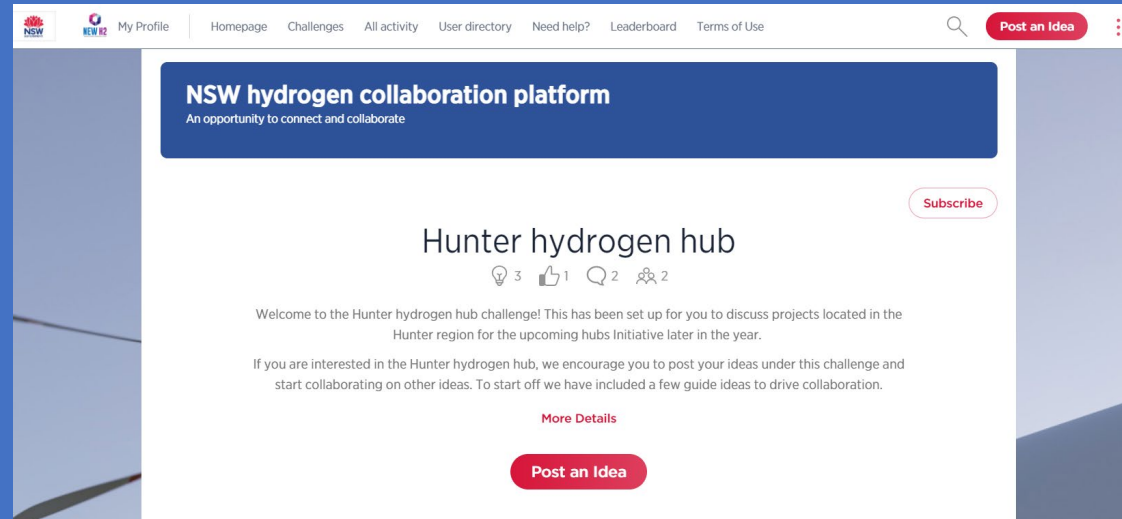 NSW
NEW H2
My Profile
Homepage
Challenges
All activity
User directory
Need help?
Leaderboard
Terms of Use
Post an Idea
NSW hydrogen collaboration platform
An opportunity to connect and collaborate
Subscribe
Hunter hydrogen hub
3 1 2 2
Welcome to the Hunter hydrogen hub challenge! This has been set up for you to discuss projects located in the
Hunter region for the upcoming hubs Initiative later in the year.
If you are interested in the Hunter hydrogen hub, we encourage you to post your ideas under this challenge and
start collaborating on other ideas. To start off we have included a few guide ideas to drive collaboration.
More Details
Post an Idea